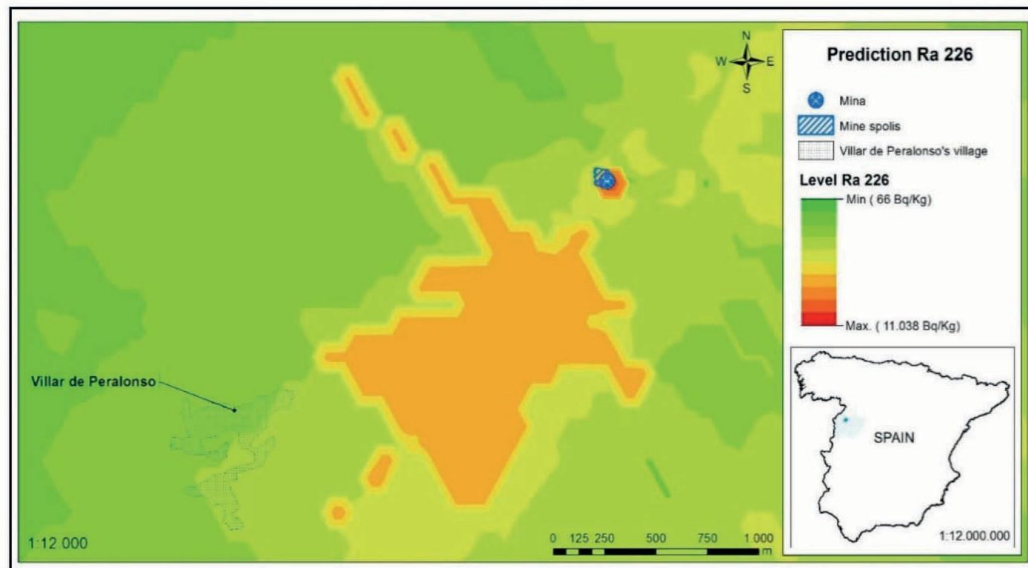 N
W E
S
Prediction Ra 226
Mina
Mine spolis
Villar de Peralonso's village
Level Ra 226
Min ( 66 Bq/Kg)
Max. ( 11.038 Bq/Kg)
Villar de Peralonso
SPAIN
1:12.000
0 125 250 500 750 1.000
m
1:12.000.000